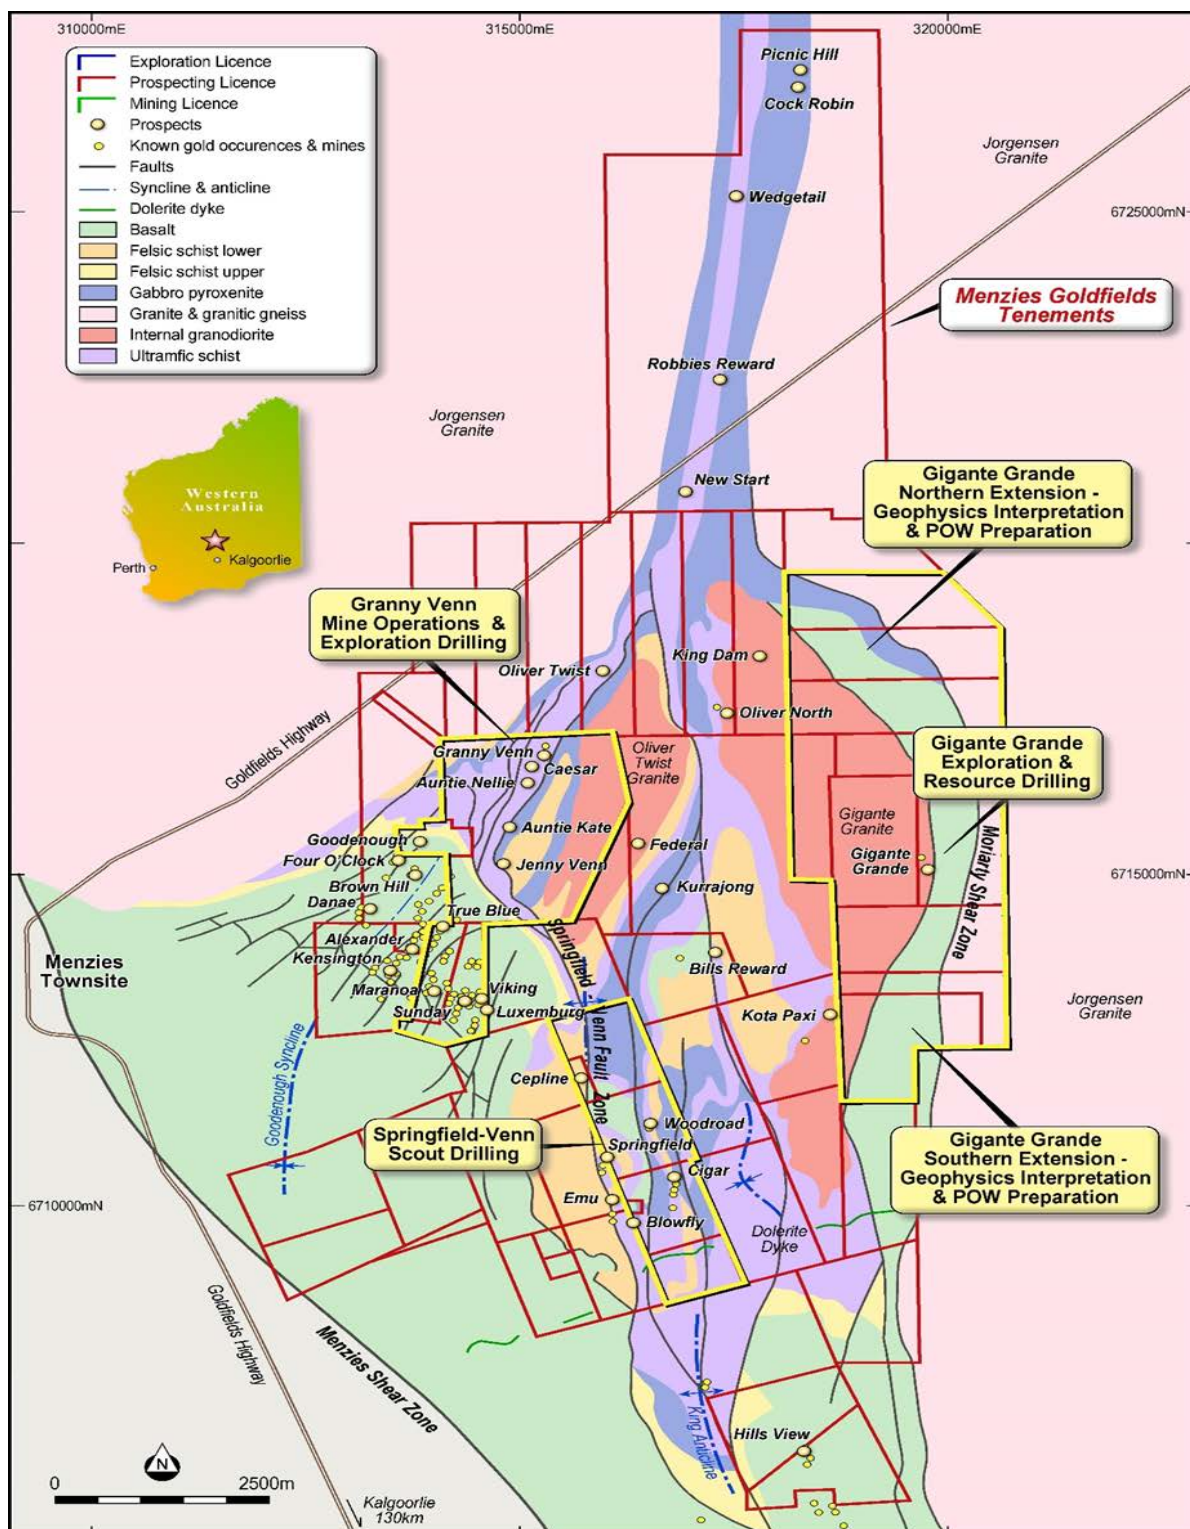 310000mE
315000mE
320000mE
Exploration Licence
Prospecting Licence
Mining Licence
Prospects
Known gold occurences & mines
Faults
Syncline & anticline
Dolerite dyke
Basalt
Felsic schist lower
Felsic schist upper
Gabbro pyroxenite
Granite & granitic gneiss
Internal granodiorite
Ultramfic schist
Picnic Hill
Cock Robin
Jorgensen
Granite
Wedgetail
6725000mN
Menzies Goldfields
Tenements
Robbies Reward
Jorgensen
Granite
Western
Australia
Perth
Kalgoorlie
New Start
Gigante Grande
Northern Extension -
Geophysics Interpretation
& POW Preparation
Granny Venn
Mine Operations &
Exploration Drilling
Oliver Twist
King Dam
Oliver North
Goldfields Highway
Granny Venn
Caesar
Auntie Nellie
Oliver
Twist
Granite
Gigante Grande
Exploration &
Resource Drilling
Gigante
Granite
Auntie Kate
Federal
Goodenough
Four O'Clock
Jenny Venn
Gigante
Grande
Moriarty Shear Zone
6715000mN
Brown Hill
Kurrajong
Danae
True Blue
Alexander
Kensington
Springfield - Venn Fault Zone
Bills Reward
Menzies
Townsite
Maranoa
Viking
Sunday
Luxemburg
Kota Paxi
Jorgensen
Granite
Goodenough Syncline
Cepline
Woodroad
Springfield-Venn
Scout Drilling
Springfield
Cigar
Gigante Grande
Southern Extension -
Geophysics Interpretation
& POW Preparation
Emu
6710000mN
Blowfly
Dolerite
Dyke
Goldfields Highway
Menzies Shear Zone
King Anticline
Hills View
N
0
2500m
Kalgoorlie
130km